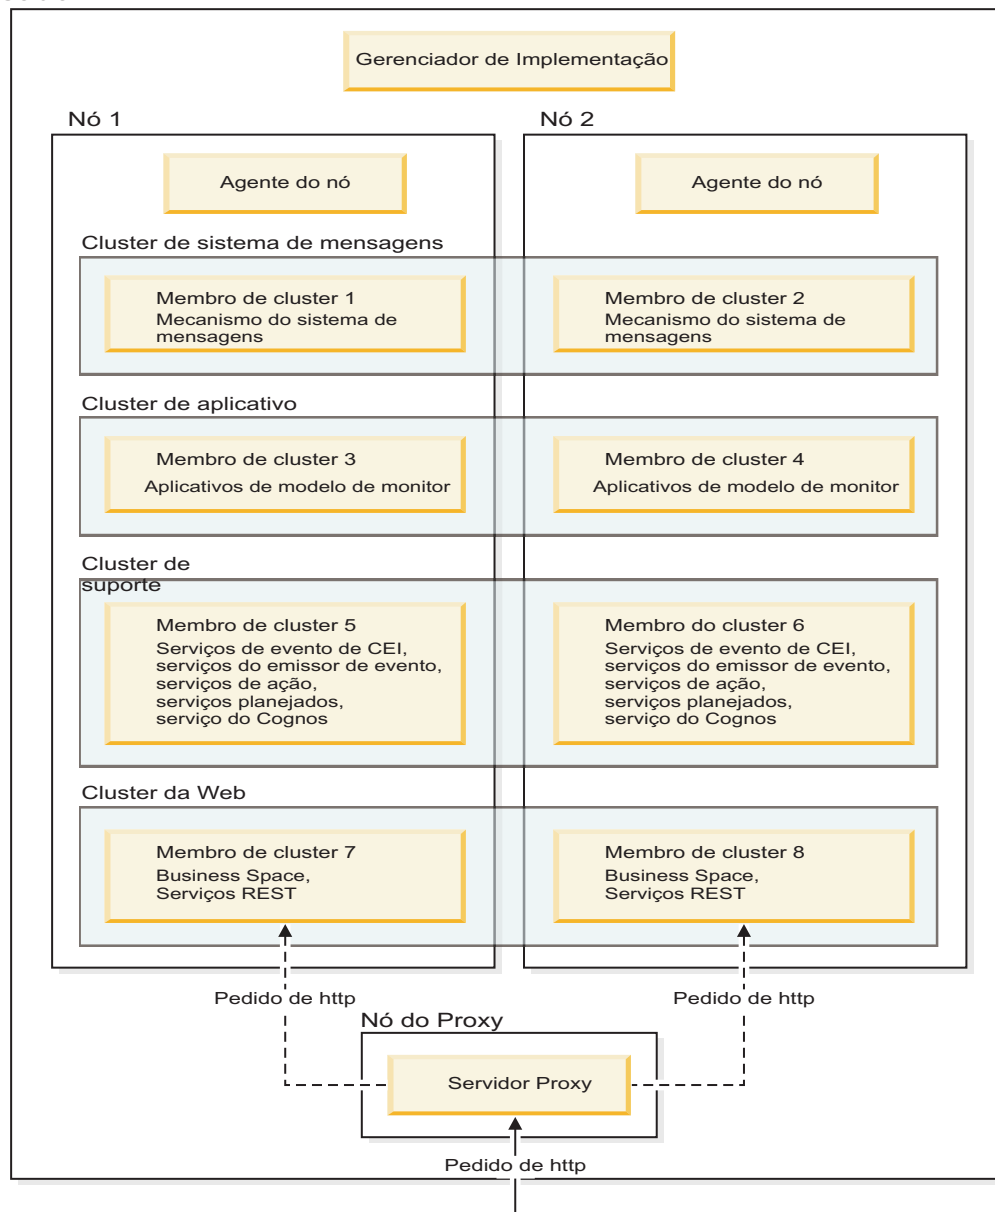 Gerenciador de Implementação
Nó 1
Nó 2
Agente do nó
Agente do nó
Cluster de sistema de mensagens
Membro de cluster 1
Mecanismo do sistema de
mensagens
Membro de cluster 2
Mecanismo do sistema de
mensagens
Cluster de aplicativo
Membro de cluster 3
Aplicativos de modelo de monitor
Membro de cluster 4
Aplicativos de modelo de monitor
Cluster de
suporte
Membro do cluster 5
Serviços de evento de CEI,
serviços do emissor de evento,
serviços de ação,
serviços planejados,
serviço do Cognos
Membro do cluster 6
Serviços de evento de CEI,
serviços do emissor de evento,
serviços de ação,
serviços planejados,
serviço do Cognos
Cluster da Web
Membro de cluster 7
Business Space,
Serviços REST
Membro de cluster 8
Business Space,
Serviços REST
Pedido de http
Pedido de http
Nó do Proxy
Servidor Proxy
Pedido de http